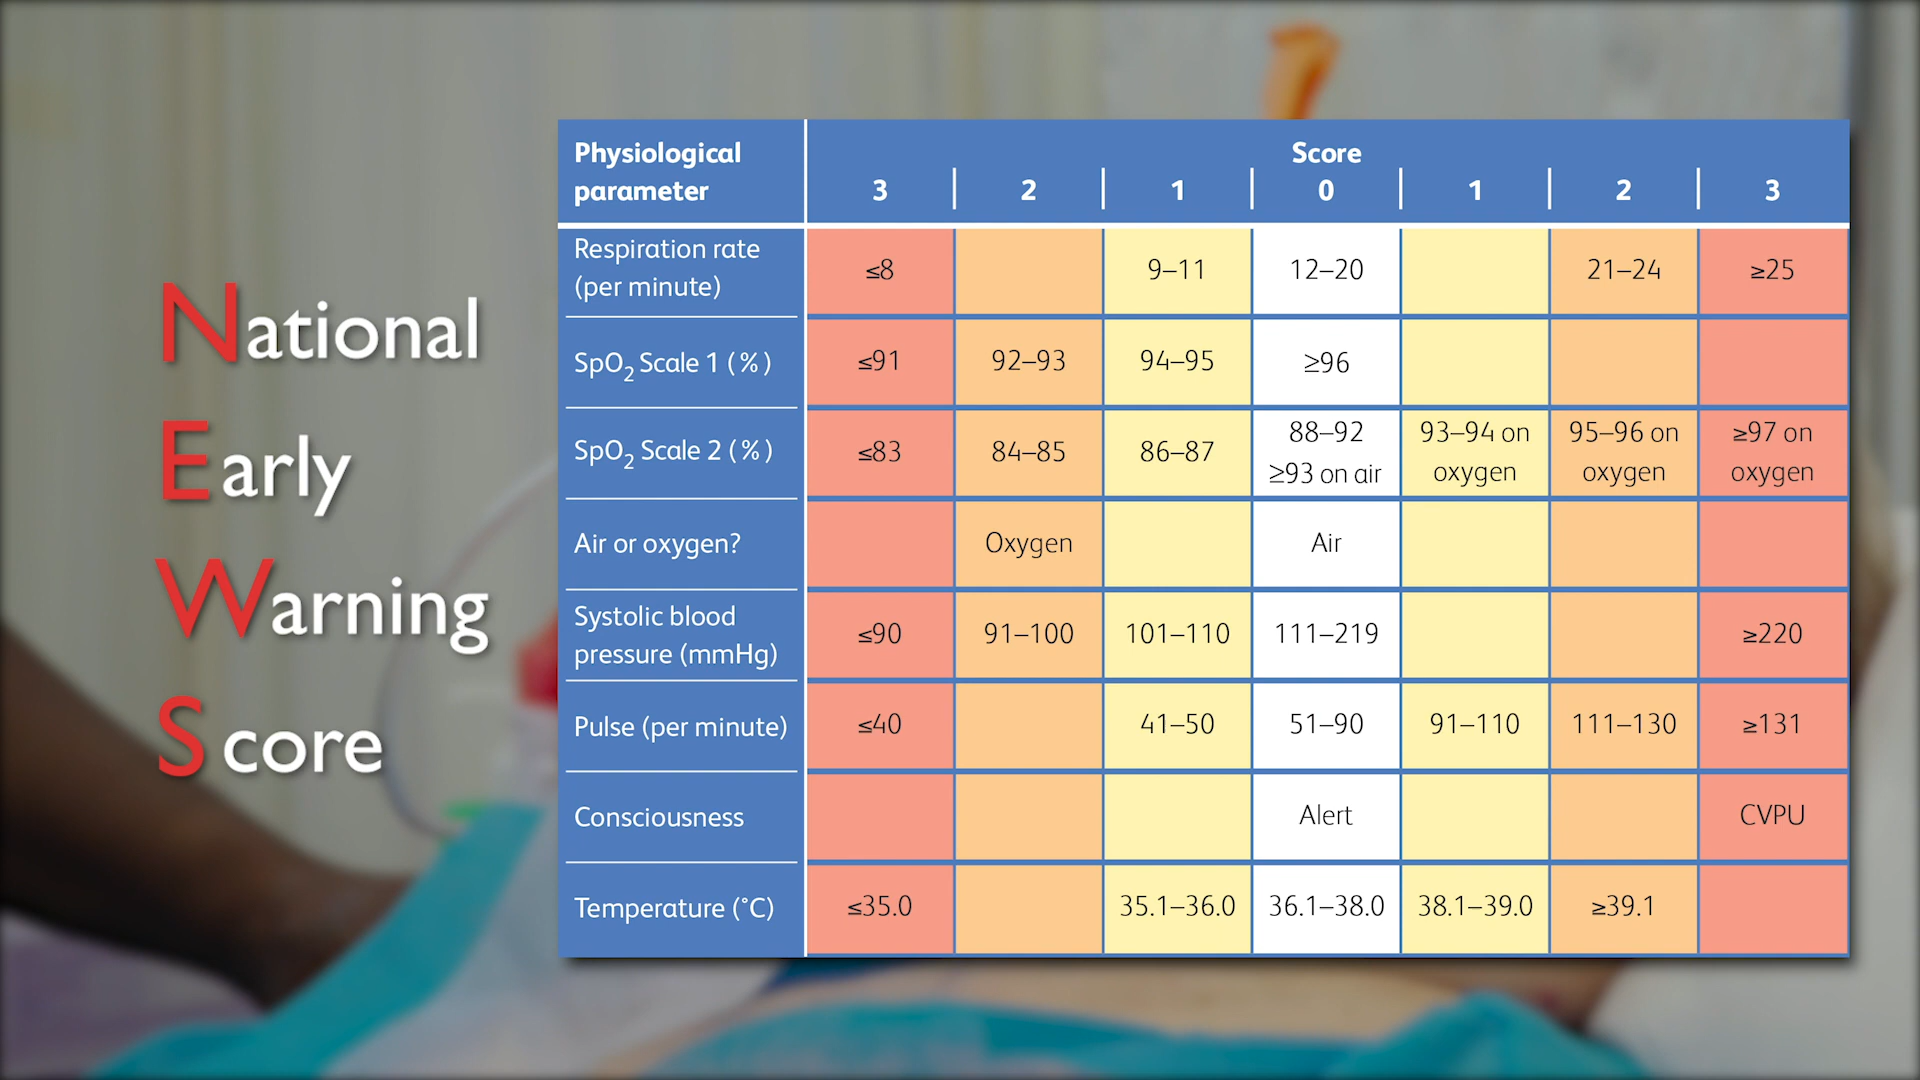 National
Early
Warning
Score
Physiological parameter
Score
3 2 1 0 1 2 3
Respiration rate (per minute) ≤8 9–11 12–20 21–24 ≥25
SpO₂ Scale 1 (%) ≤91 92–93 94–95 ≥96
SpO₂ Scale 2 (%) ≤83 84–85 86–87 88–92 ≥93 on air 93–94 on oxygen 95–96 on oxygen ≥97 on oxygen
Air or oxygen? Oxygen Air
Systolic blood pressure (mmHg) ≤90 91–100 101–110 111–219 ≥220
Pulse (per minute) ≤40 41–50 51–90 91–110 111–130 ≥131
Consciousness Alert CVPU
Temperature (°C) ≤35.0 35.1–36.0 36.1–38.0 38.1–39.0 ≥39.1